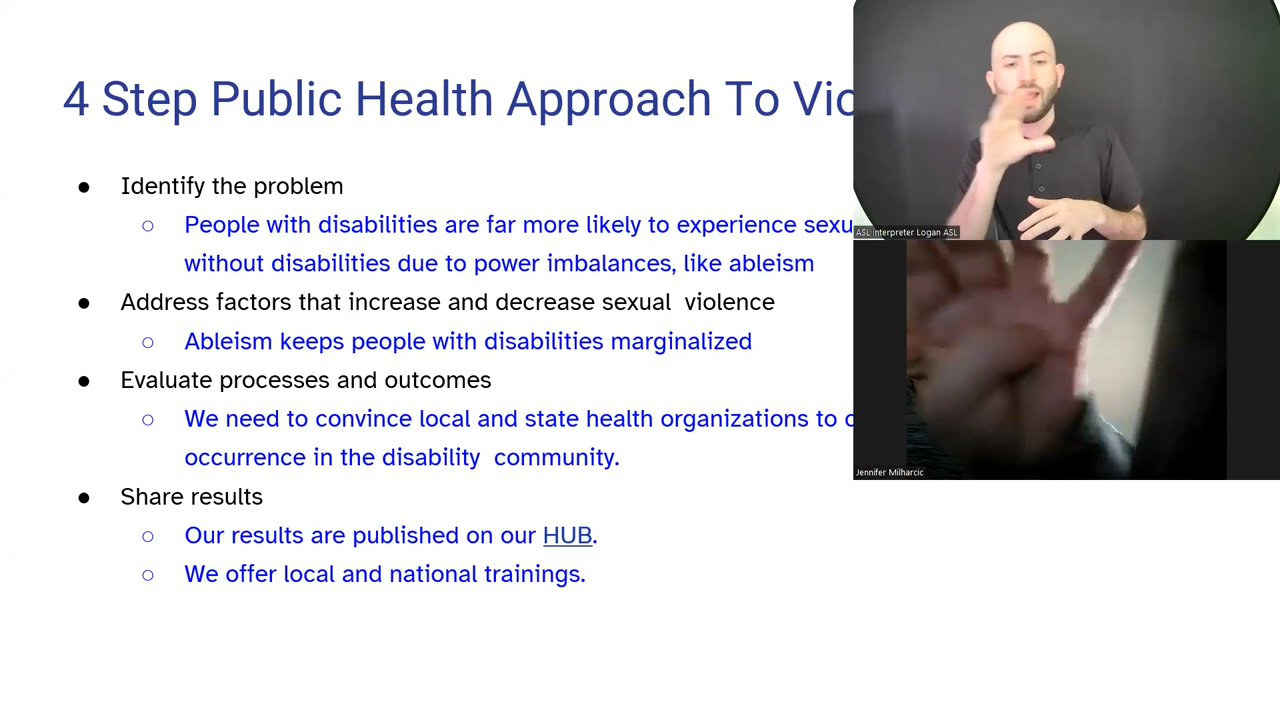 4 Step Public Health Approach To
● Identify the problem
○ People with disabilities are far more likely to experience
without disabilities due to power imbalances, like ableism
● Address factors that increase and decrease sexual  violence
○ Ableism keeps people with disabilities marginalized
● Evaluate processes and outcomes
○ We need to convince local and state health organizations to
occurrence in the disability  community.
● Share results
○ Our results are published on our HUB.
○ We offer local and national trainings.
ASL Interpreter Logan ASL
Jennifer Milharcic